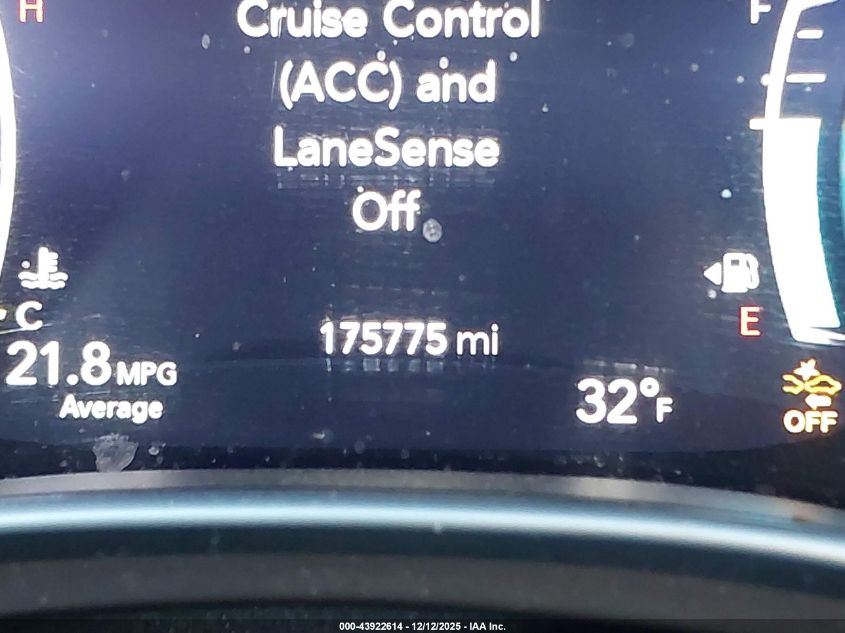 H
F
Cruise Control
(ACC) and
LaneSense
Off
C
E
175775 mi
21.8 MPG
Average
32°F
OFF
000-43922614 - 12/12/2025 - IAA Inc.